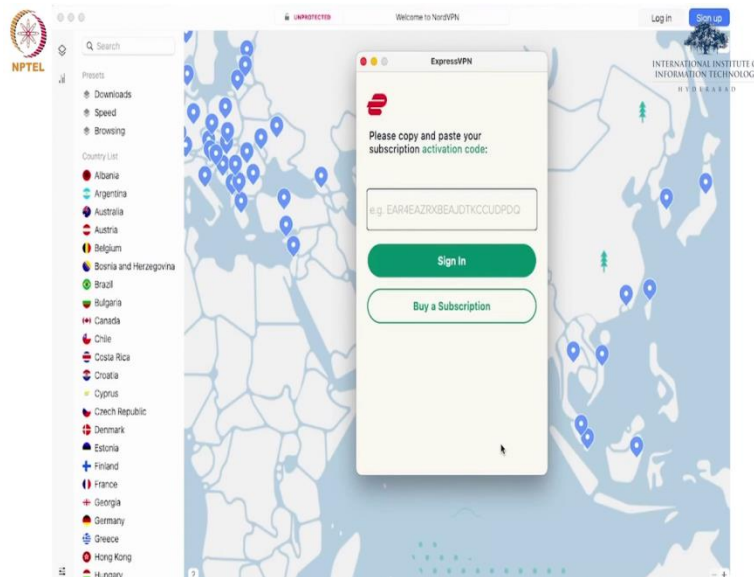 NPTEL
UNPROTECTED
Welcome to NordVPN
Log in
Sign up
INTERNATIONAL INSTITUTE
INFORMATION TECHNOLOG
HYDERABAD
Search
Presets
Downloads
Speed
Browsing
Country List
Albania
Argentina
Australia
Austria
Belgium
Bosnia and Herzegovina
Brazil
Bulgaria
Canada
Chile
Costa Rica
Croatia
Cyprus
Czech Republic
Denmark
Estonia
Finland
France
Georgia
Germany
Greece
Hong Kong
Hungary
ExpressVPN
Please copy and paste your
subscription activation code:
e.g. EAR4EAZRXBEAJDTKCCUDPDQ
Sign In
Buy a Subscription
?
- +